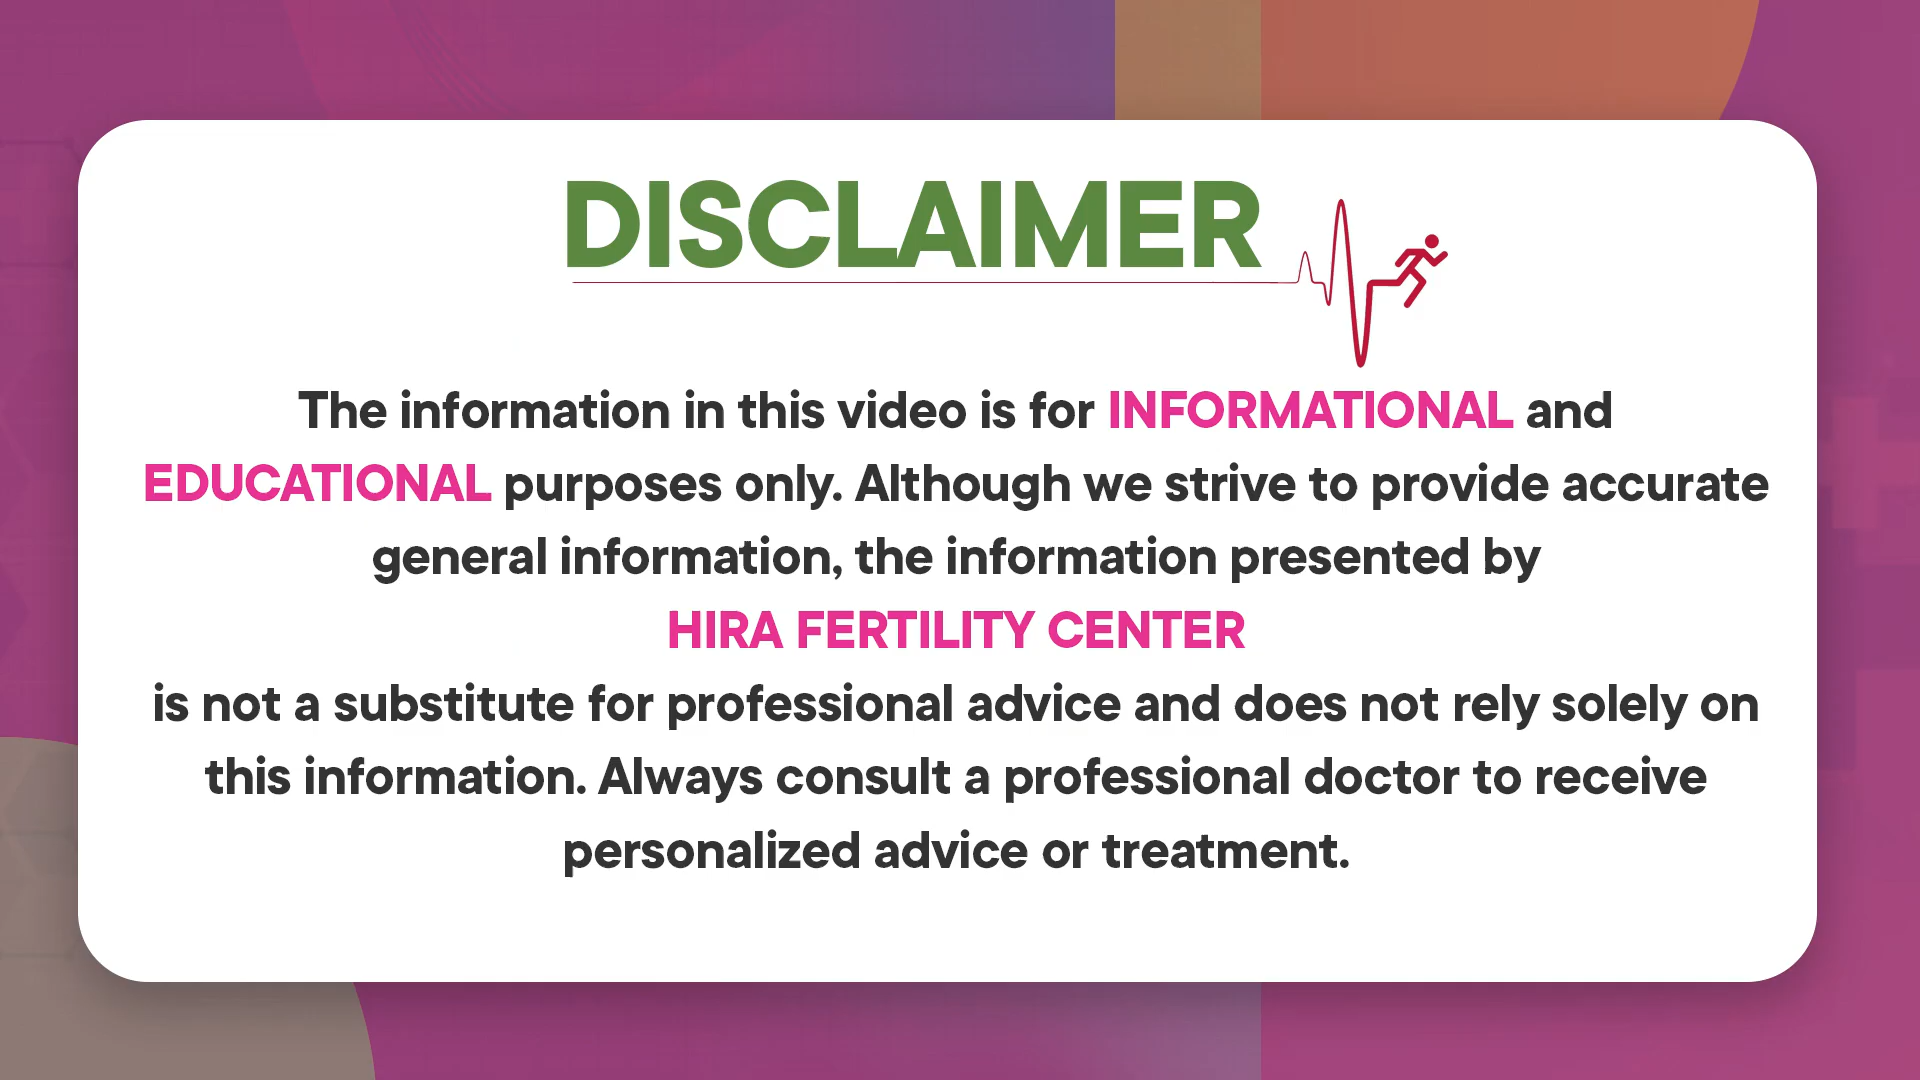 DISCLAIMER
The information in this video is for INFORMATIONAL and
EDUCATIONAL purposes only. Although we strive to provide accurate
general information, the information presented by
HIRA FERTILITY CENTER
is not a substitute for professional advice and does not rely solely on
this information. Always consult a professional doctor to receive
personalized advice or treatment.